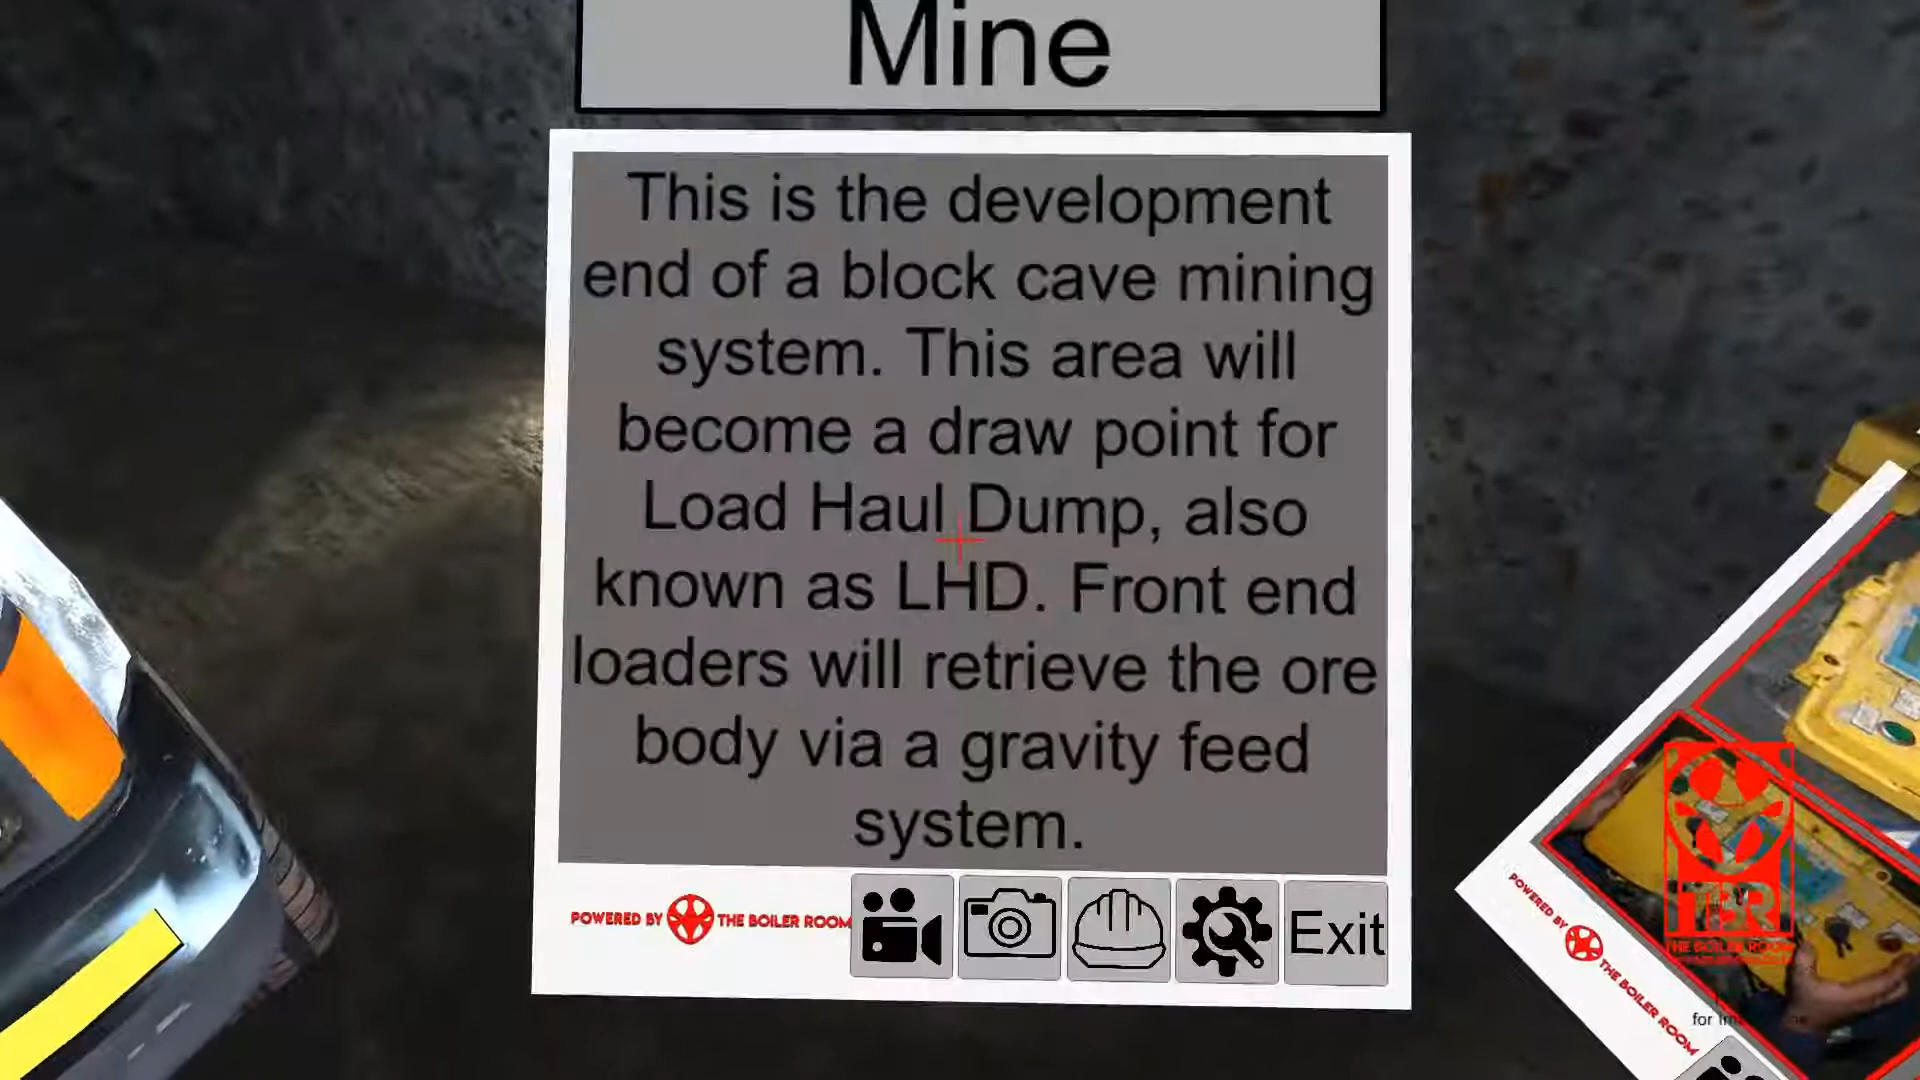 Mine
This is the development
end of a block cave mining
system. This area will
become a draw point for
Load Haul Dump, also
known as LHD. Front end
loaders will retrieve the ore
body via a gravity feed
system.
POWERED BY THE BOILER ROOM
Exit
POWERED BY THE BOILER ROOM
TBR
THE BOILER ROOM
for